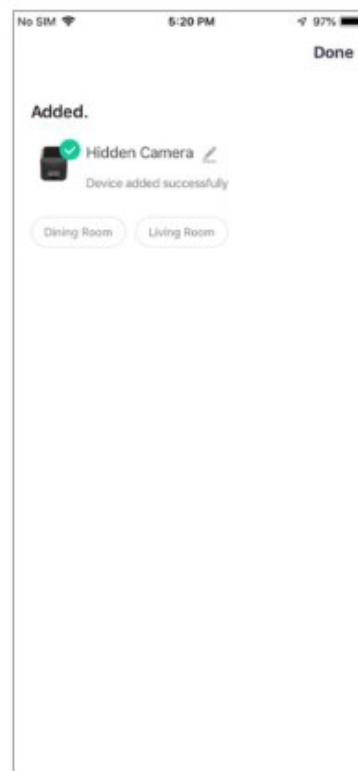 No SIM 5:20 PM 97%
Done
Added.
Hidden Camera
Device added successfully
Dining Room Living Room